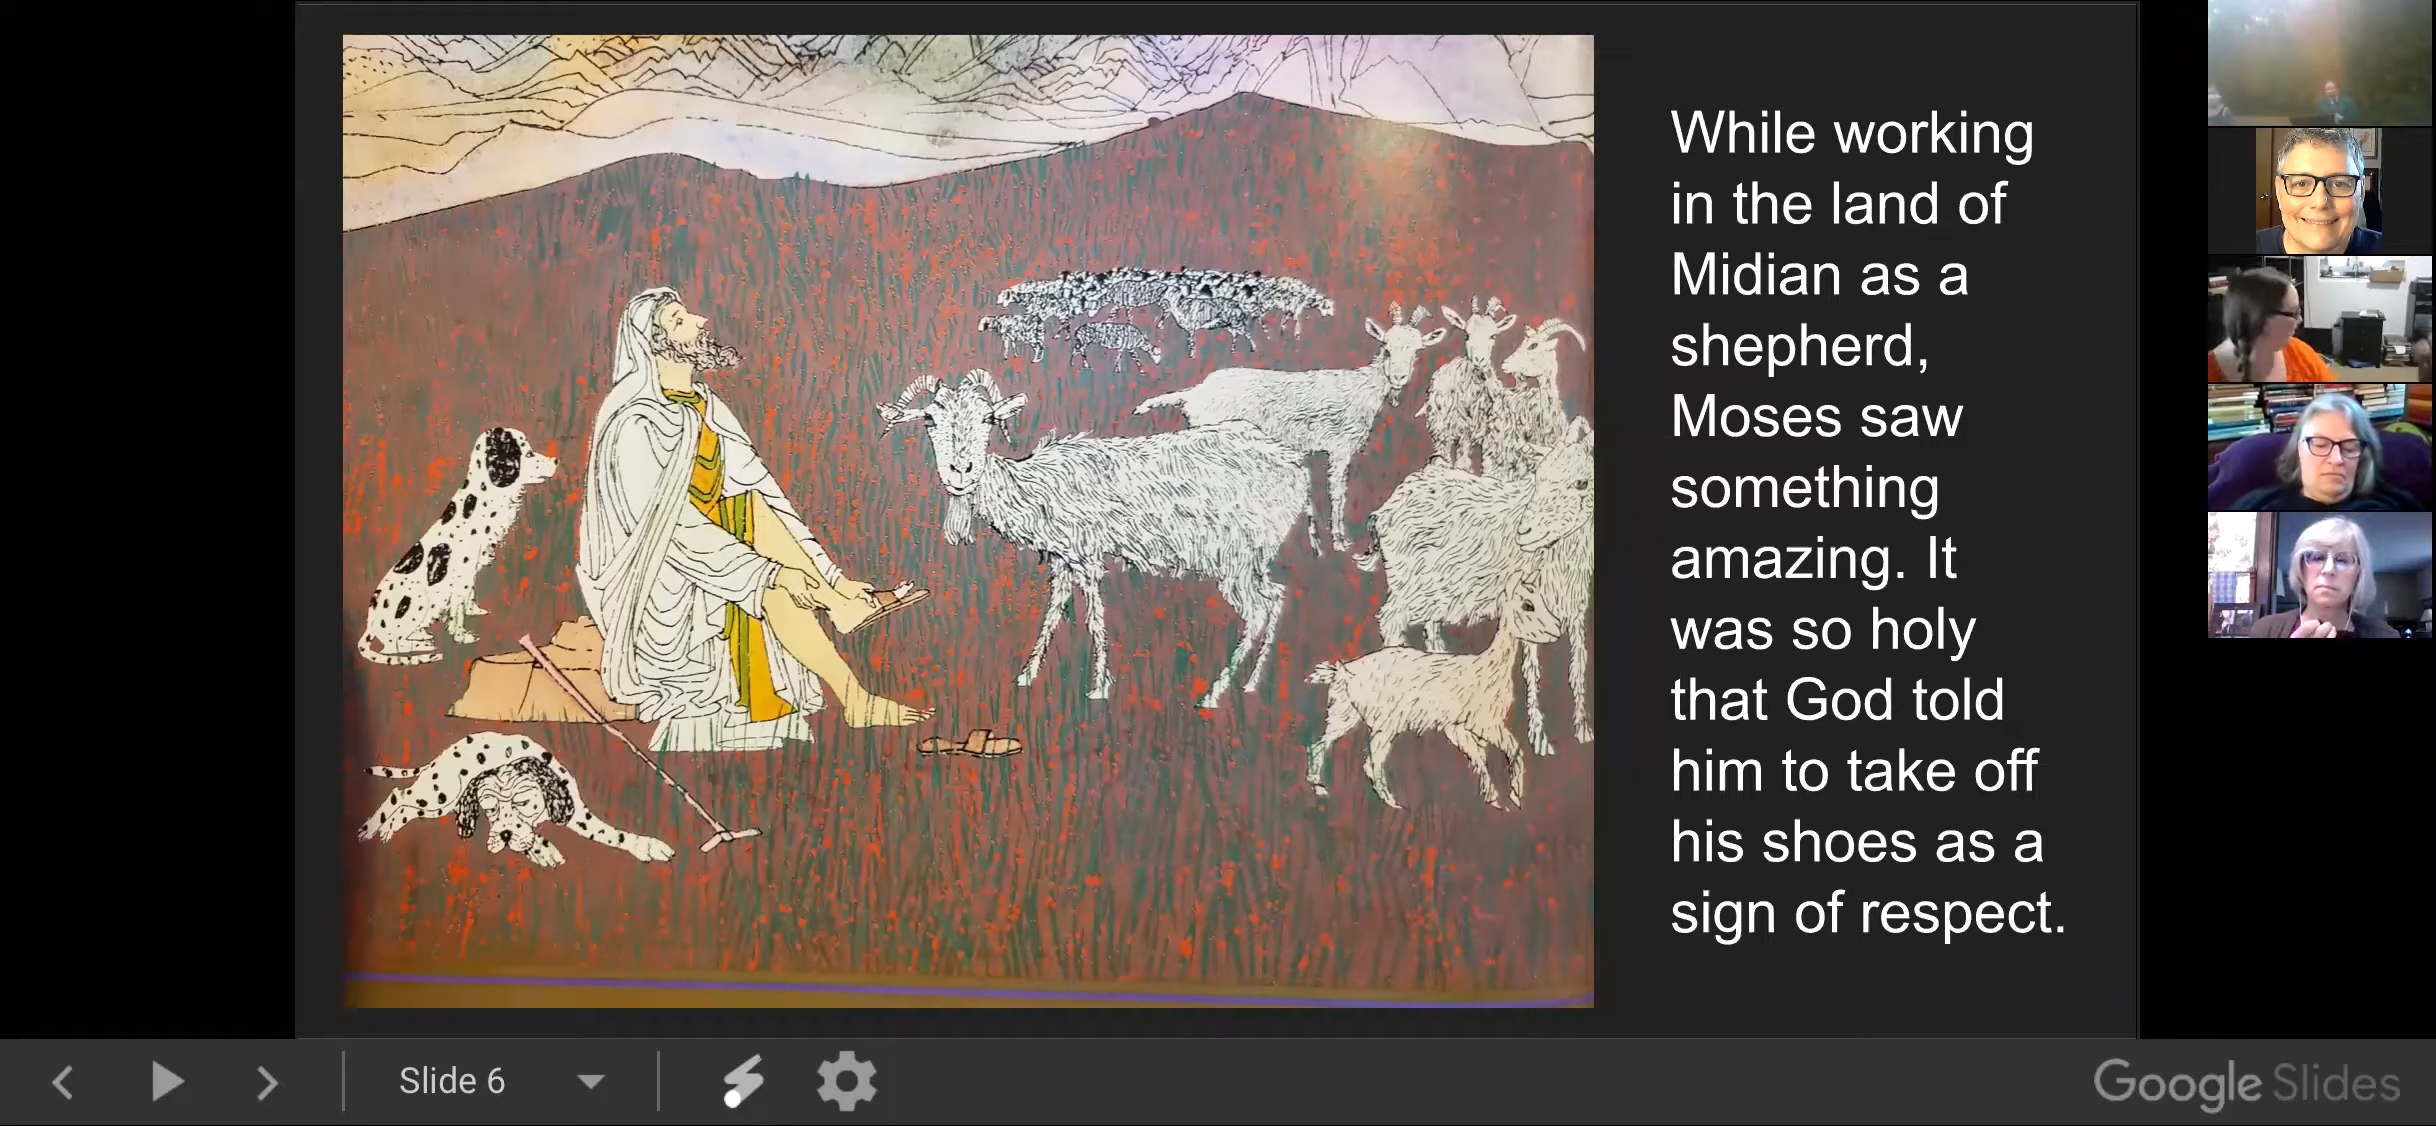 While working
in the land of
Midian as a
shepherd,
Moses saw
something
amazing. It
was so holy
that God told
him to take off
his shoes as a
sign of respect.
Slide 6
Google Slides